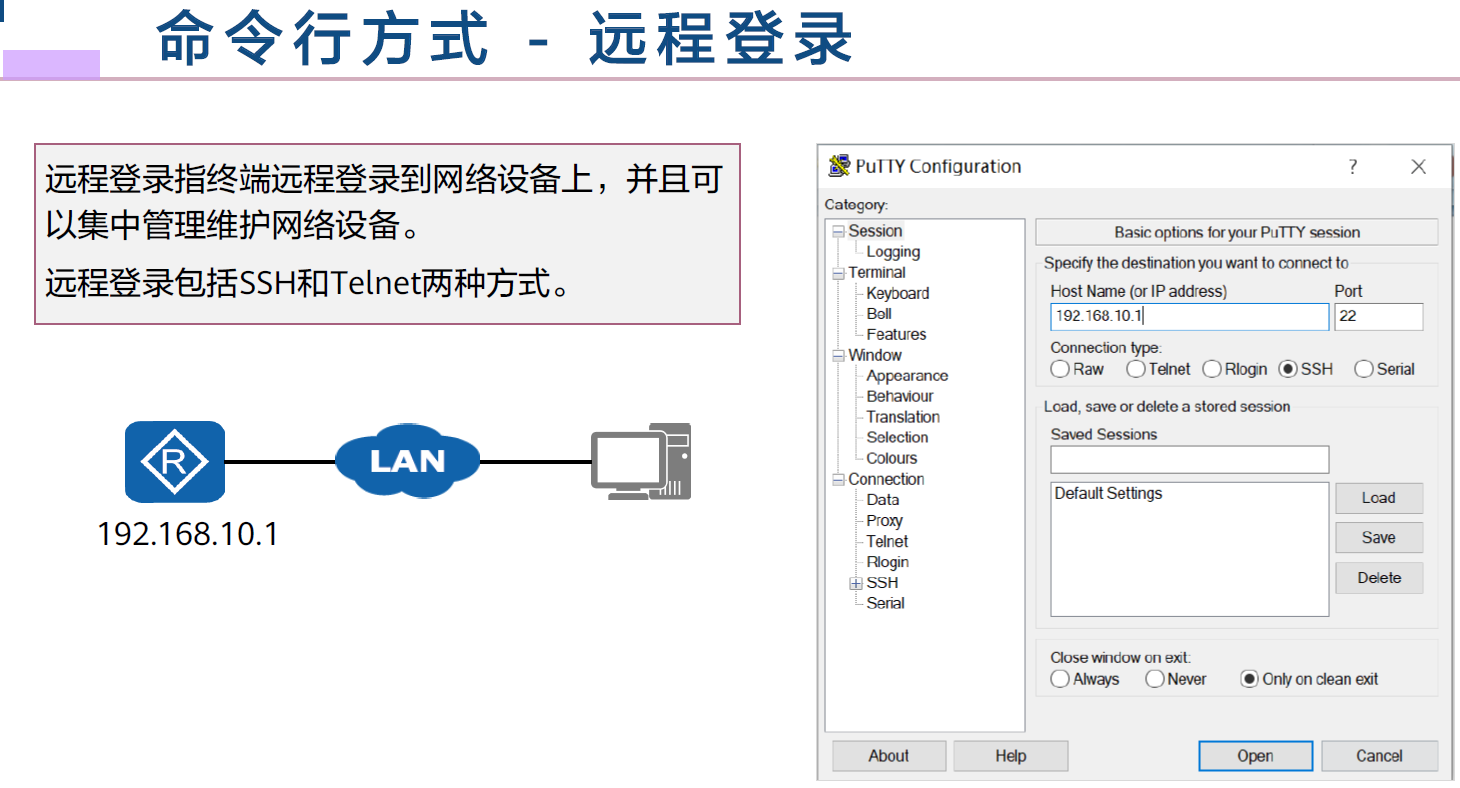 命令行方式 - 远程登录
远程登录指终端远程登录到网络设备上，并且可
以集中管理维护网络设备。
远程登录包括SSH和Telnet两种方式。
R
LAN
192.168.10.1
PuTTY Configuration
?
Category:
Session
Logging
Terminal
Keyboard
Bell
Features
Window
Appearance
Behaviour
Translation
Selection
Colours
Connection
Data
Proxy
Telnet
Rlogin
SSH
Serial
Basic options for your PuTTY session
Specify the destination you want to connect to
Host Name (or IP address) Port
192.168.10.1 22
Connection type:
Raw Telnet Rlogin SSH Serial
Load, save or delete a stored session
Saved Sessions
Default Settings
Load
Save
Delete
Close window on exit:
Always Never Only on clean exit
About Help Open Cancel